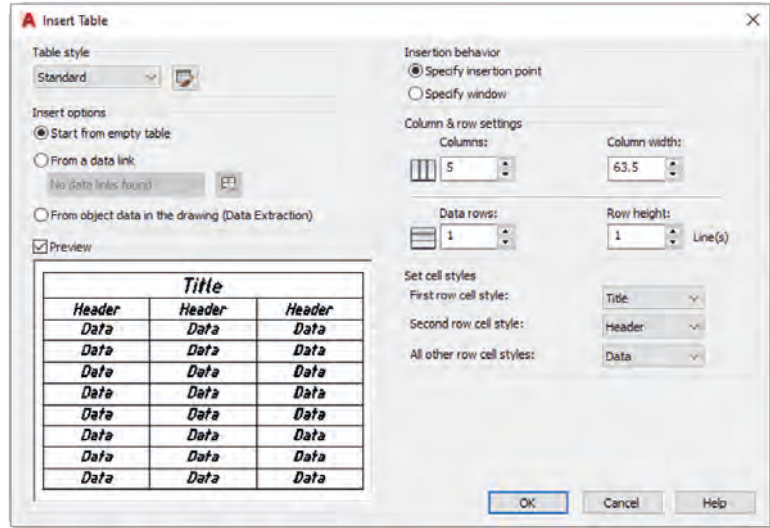 A Insert Table
Table style
Standard
Insert options
Start from empty table
From a data link
No data links found
From object data in the drawing (Data Extraction)
Preview
Title
Header Header Header
Data Data Data
Data Data Data
Data Data Data
Data Data Data
Data Data Data
Data Data Data
Data Data Data
Data Data Data
Insertion behavior
Specify insertion point
Specify window
Column & row settings
Columns: Column width:
5 63.5
Data rows: Row height:
1 1 Line(s)
Set cell styles
First row cell style: Title
Second row cell style: Header
All other row cell styles: Data
OK Cancel Help